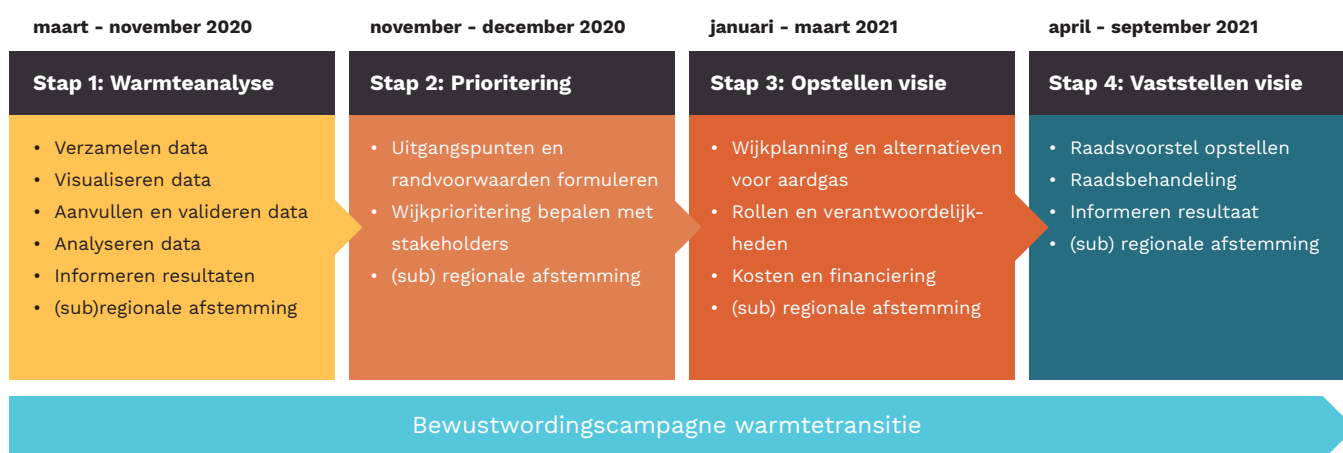 maart - november 2020
Stap 1: Warmteanalyse
• Verzamelen data
• Visualiseren data
• Aanvullen en valideren data
• Analyseren data
• Informeren resultaten
• (sub)regionale afstemming
november - december 2020
Stap 2: Prioritering
• Uitgangspunten en
randvoorwaarden formuleren
• Wijkprioritering bepalen met
stakeholders
• (sub) regionale afstemming
januari - maart 2021
Stap 3: Opstellen visie
• Wijkplanning en alternatieven
voor aardgas
• Rollen en verantwoordelijk-
heden
• Kosten en financiering
• (sub) regionale afstemming
april - september 2021
Stap 4: Vaststellen visie
• Raadsvoorstel opstellen
• Raadsbehandeling
• Informeren resultaat
• (sub) regionale afstemming
Bewustwordingscampagne warmtetransitie